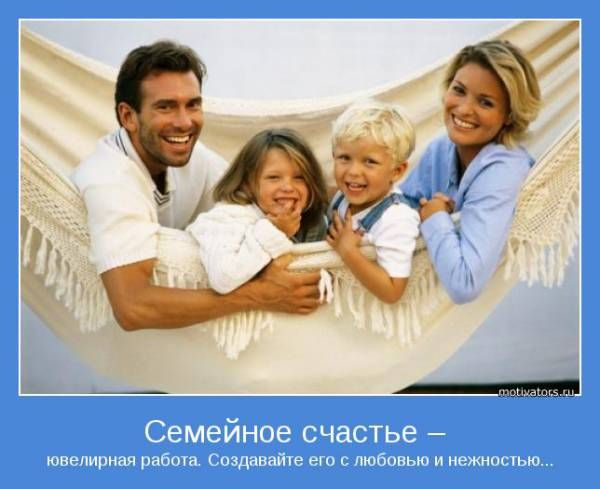 motivators.ru
Семейное счастье –
ювелирная работа. Создавайте его с любовью и нежностью...